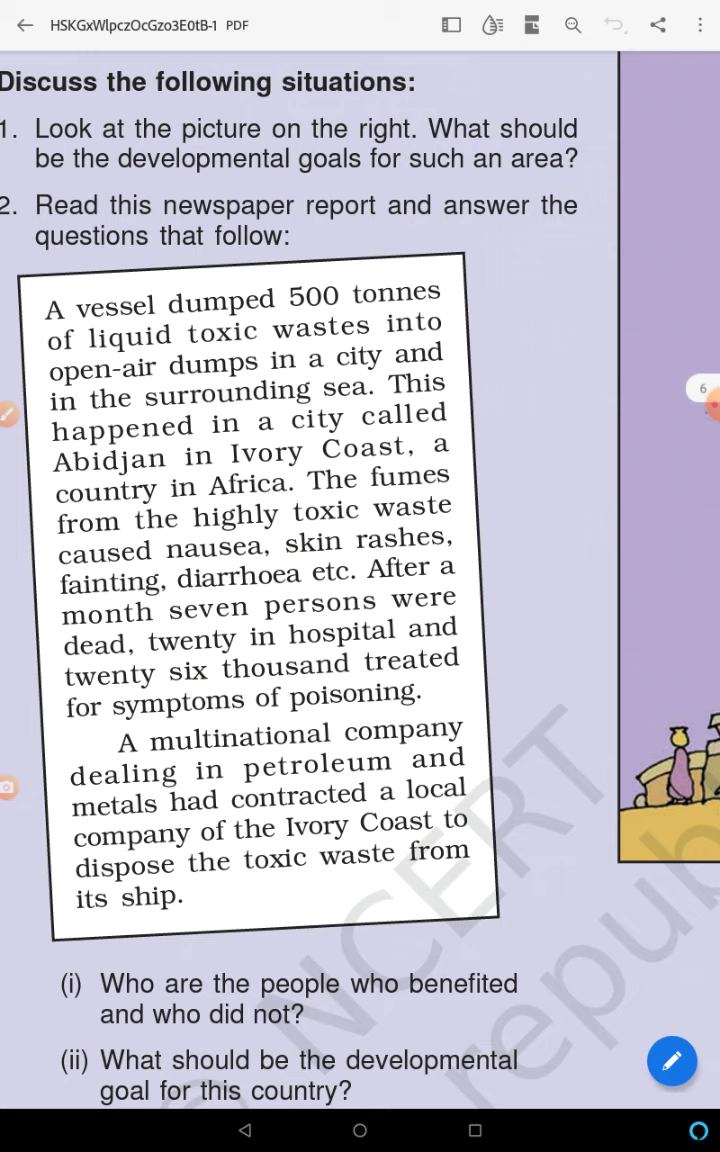 HSKGxWlpczOcGzo3E0tB-1 PDF
Discuss the following situations:
1. Look at the picture on the right. What should
be the developmental goals for such an area?
2. Read this newspaper report and answer the
questions that follow:
A vessel dumped 500 tonnes
of liquid toxic wastes into
open-air dumps in a city and
in the surrounding sea. This
happened in a city called
Abidjan in Ivory Coast, a
country in Africa. The fumes
from the highly toxic waste
caused nausea, skin rashes,
fainting, diarrhoea etc. After a
month seven persons were
dead, twenty in hospital and
twenty six thousand treated
for symptoms of poisoning.
A multinational company
dealing in petroleum and
metals had contracted a local
company of the Ivory Coast to
dispose the toxic waste from
its ship.
6
(i) Who are the people who benefited
and who did not?
(ii) What should be the developmental
goal for this country?
© NCERT
repub